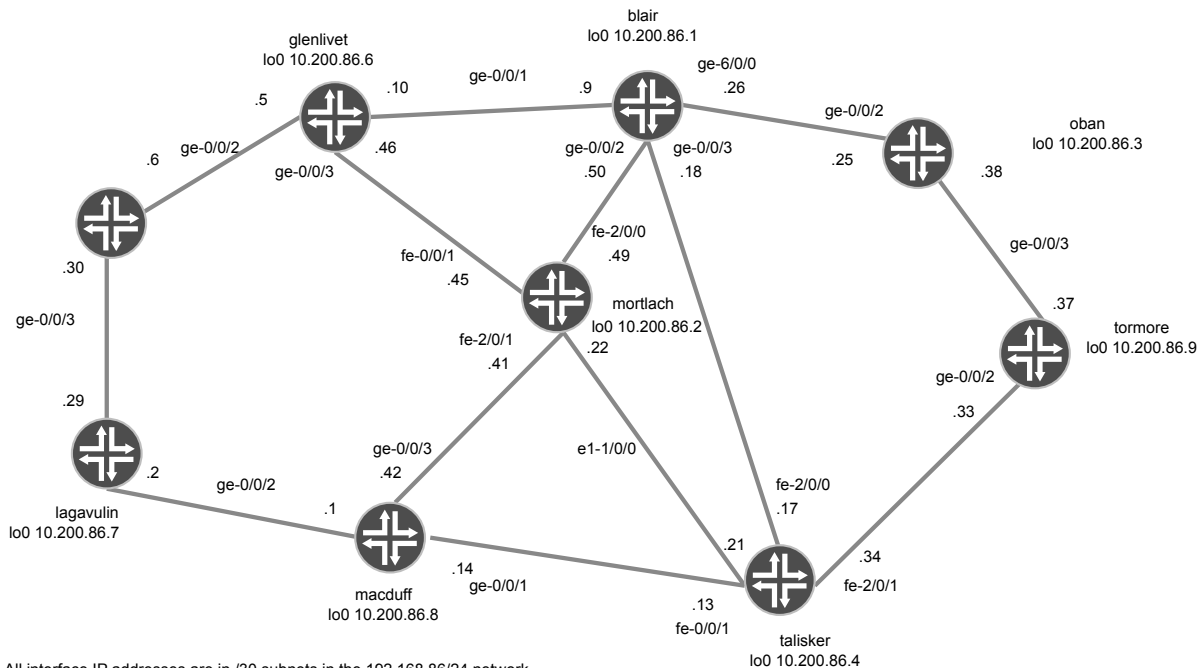 blair
lo0 10.200.86.1
glenlivet
lo0 10.200.86.6
ge-6/0/0
.26
ge-0/0/1
.10
.9
.5
ge-0/0/2
oban
lo0 10.200.86.3
.46
ge-0/0/2
.50
ge-0/0/3
.18
.25
.6
ge-0/0/2
ge-0/0/3
.38
fe-2/0/0
.49
ge-0/0/3
fe-0/0/1
.45
.30
mortlach
lo0 10.200.86.2
.37
ge-0/0/3
tormore
lo0 10.200.86.9
fe-2/0/1
.41
.22
ge-0/0/2
.33
.29
ge-0/0/3
.42
e1-1/0/0
.2
ge-0/0/2
.1
fe-2/0/0
.17
lagavulin
lo0 10.200.86.7
.21
.34
fe-2/0/1
.14
ge-0/0/1
macduff
lo0 10.200.86.8
.13
fe-0/0/1
talisker
lo0 10.200.86.4
All interface IP addresses are in /30 subnets in the 192.168.86/24 network